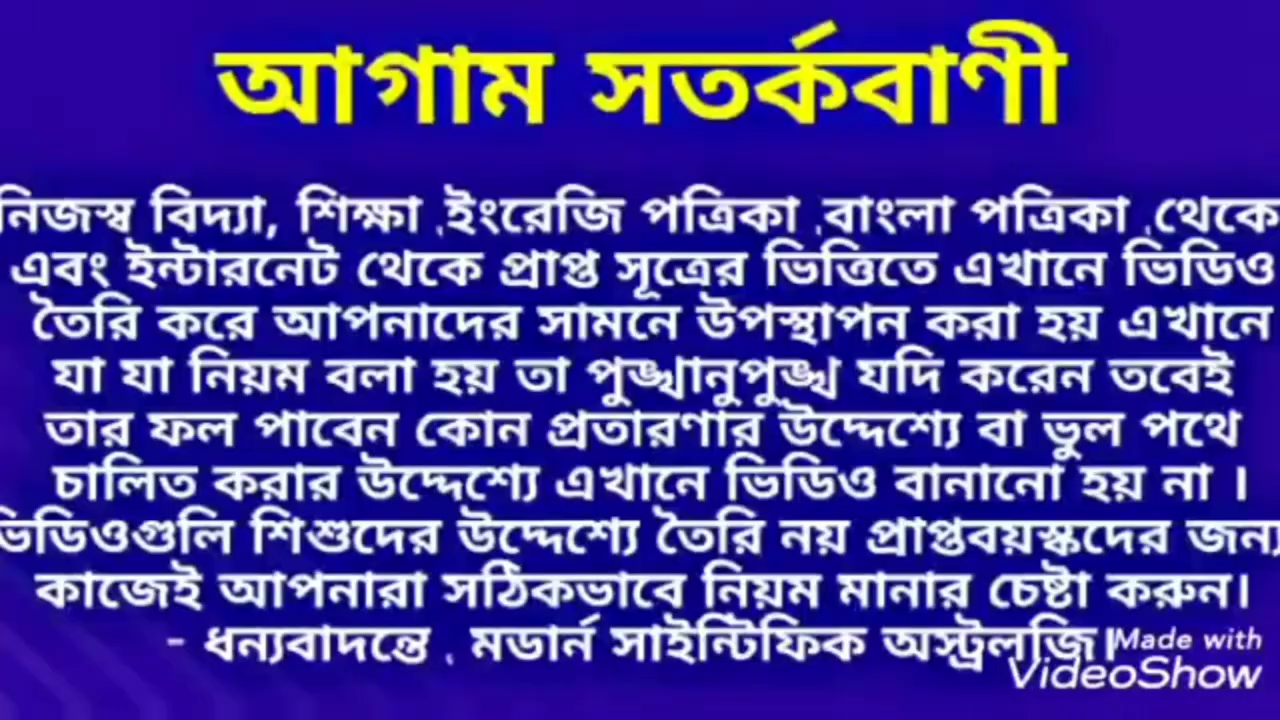 আগাম সতর্কবাণী
নিজস্ব বিদ্যা, শিক্ষা ,ইংরেজি পত্রিকা ,বাংলা পত্রিকা ,থেকে
এবং ইন্টারনেট থেকে প্রাপ্ত সূত্রের ভিত্তিতে এখানে ভিডিও
তৈরি করে আপনাদের সামনে উপস্থাপন করা হয় এখানে
যা যা নিয়ম বলা হয় তা পুঙ্খানুপুঙ্খ যদি করেন তবেই
তার ফল পাবেন কোন প্রতারণার উদ্দেশ্যে বা ভুল পথে
চালিত করার উদ্দেশ্যে এখানে ভিডিও বানানো হয় না ।
ভিডিওগুলি শিশুদের উদ্দেশ্যে তৈরি নয় প্রাপ্তবয়স্কদের জন্য
কাজেই আপনারা সঠিকভাবে নিয়ম মানার চেষ্টা করুন।
- ধন্যবাদন্তে , মডার্ন সাইন্টিফিক অস্ট্রলজি।
Made with
VideoShow